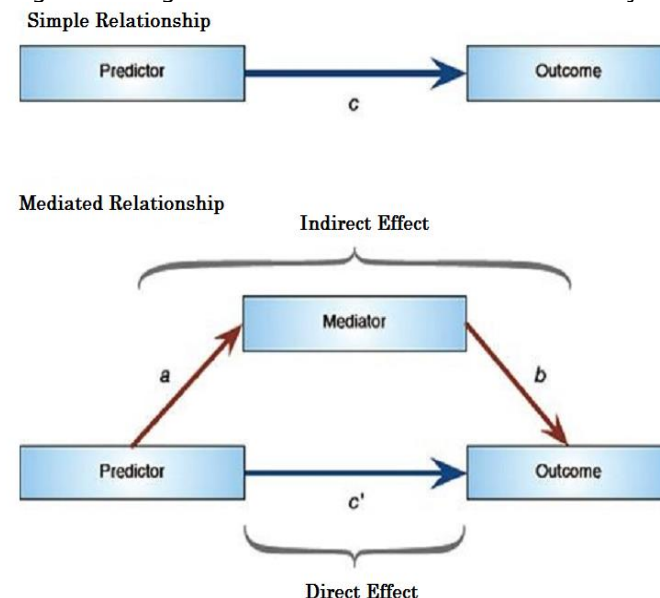 Simple Relationship
Predictor
Outcome
c
Mediated Relationship
Indirect Effect
Mediator
a
b
Predictor
Outcome
c'
Direct Effect